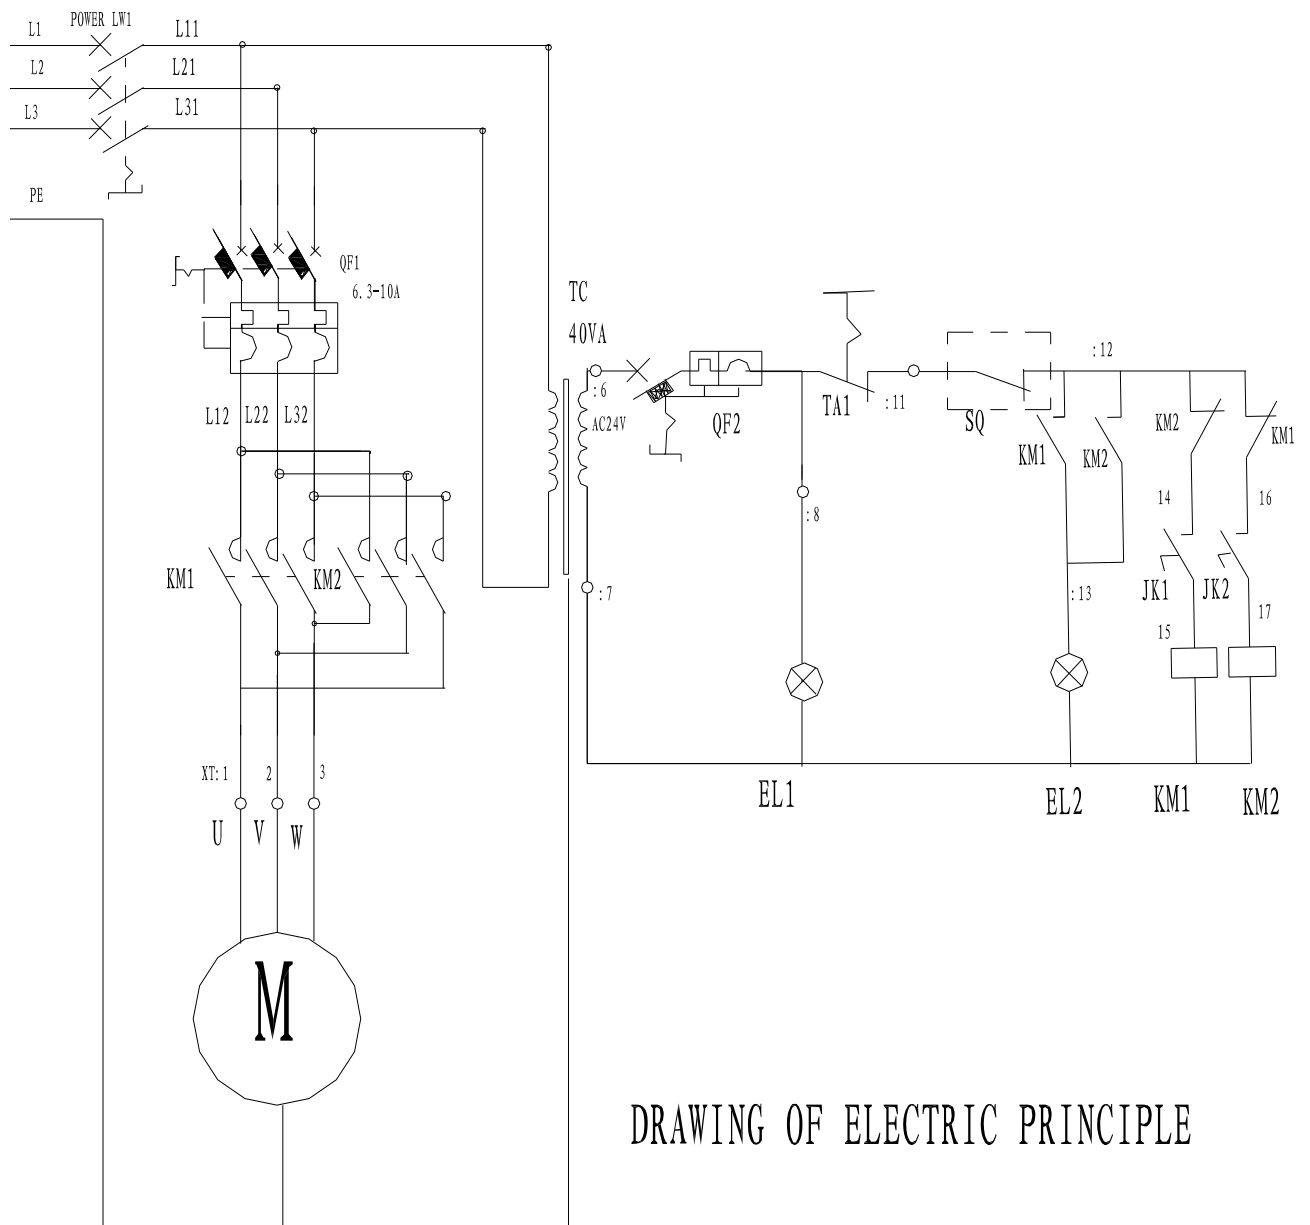 L1
POWER LW1
L11
L2
L21
L3
L31
PE
QF1
6.3-10A
TC
40VA
:6
AC24V
QF2
TA1
:11
SQ
:12
L12
L22
L32
KM1
KM2
KM2
KM1
14
16
:8
KM1
KM2
:7
:13
JK1
JK2
15
17
XT:1
2
3
U
V
W
EL1
EL2
KM1
KM2
M
DRAWING OF ELECTRIC PRINCIPLE